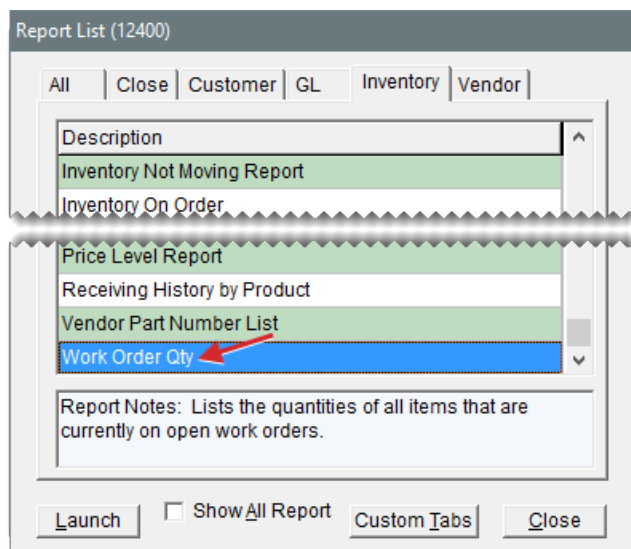 Report List (12400)
All Close Customer GL Inventory Vendor
Description
Inventory Not Moving Report
Inventory On Order
Price Level Report
Receiving History by Product
Vendor Part Number List
Work Order Qty
Report Notes: Lists the quantities of all items that are
currently on open work orders.
Launch Show All Report Custom Tabs Close